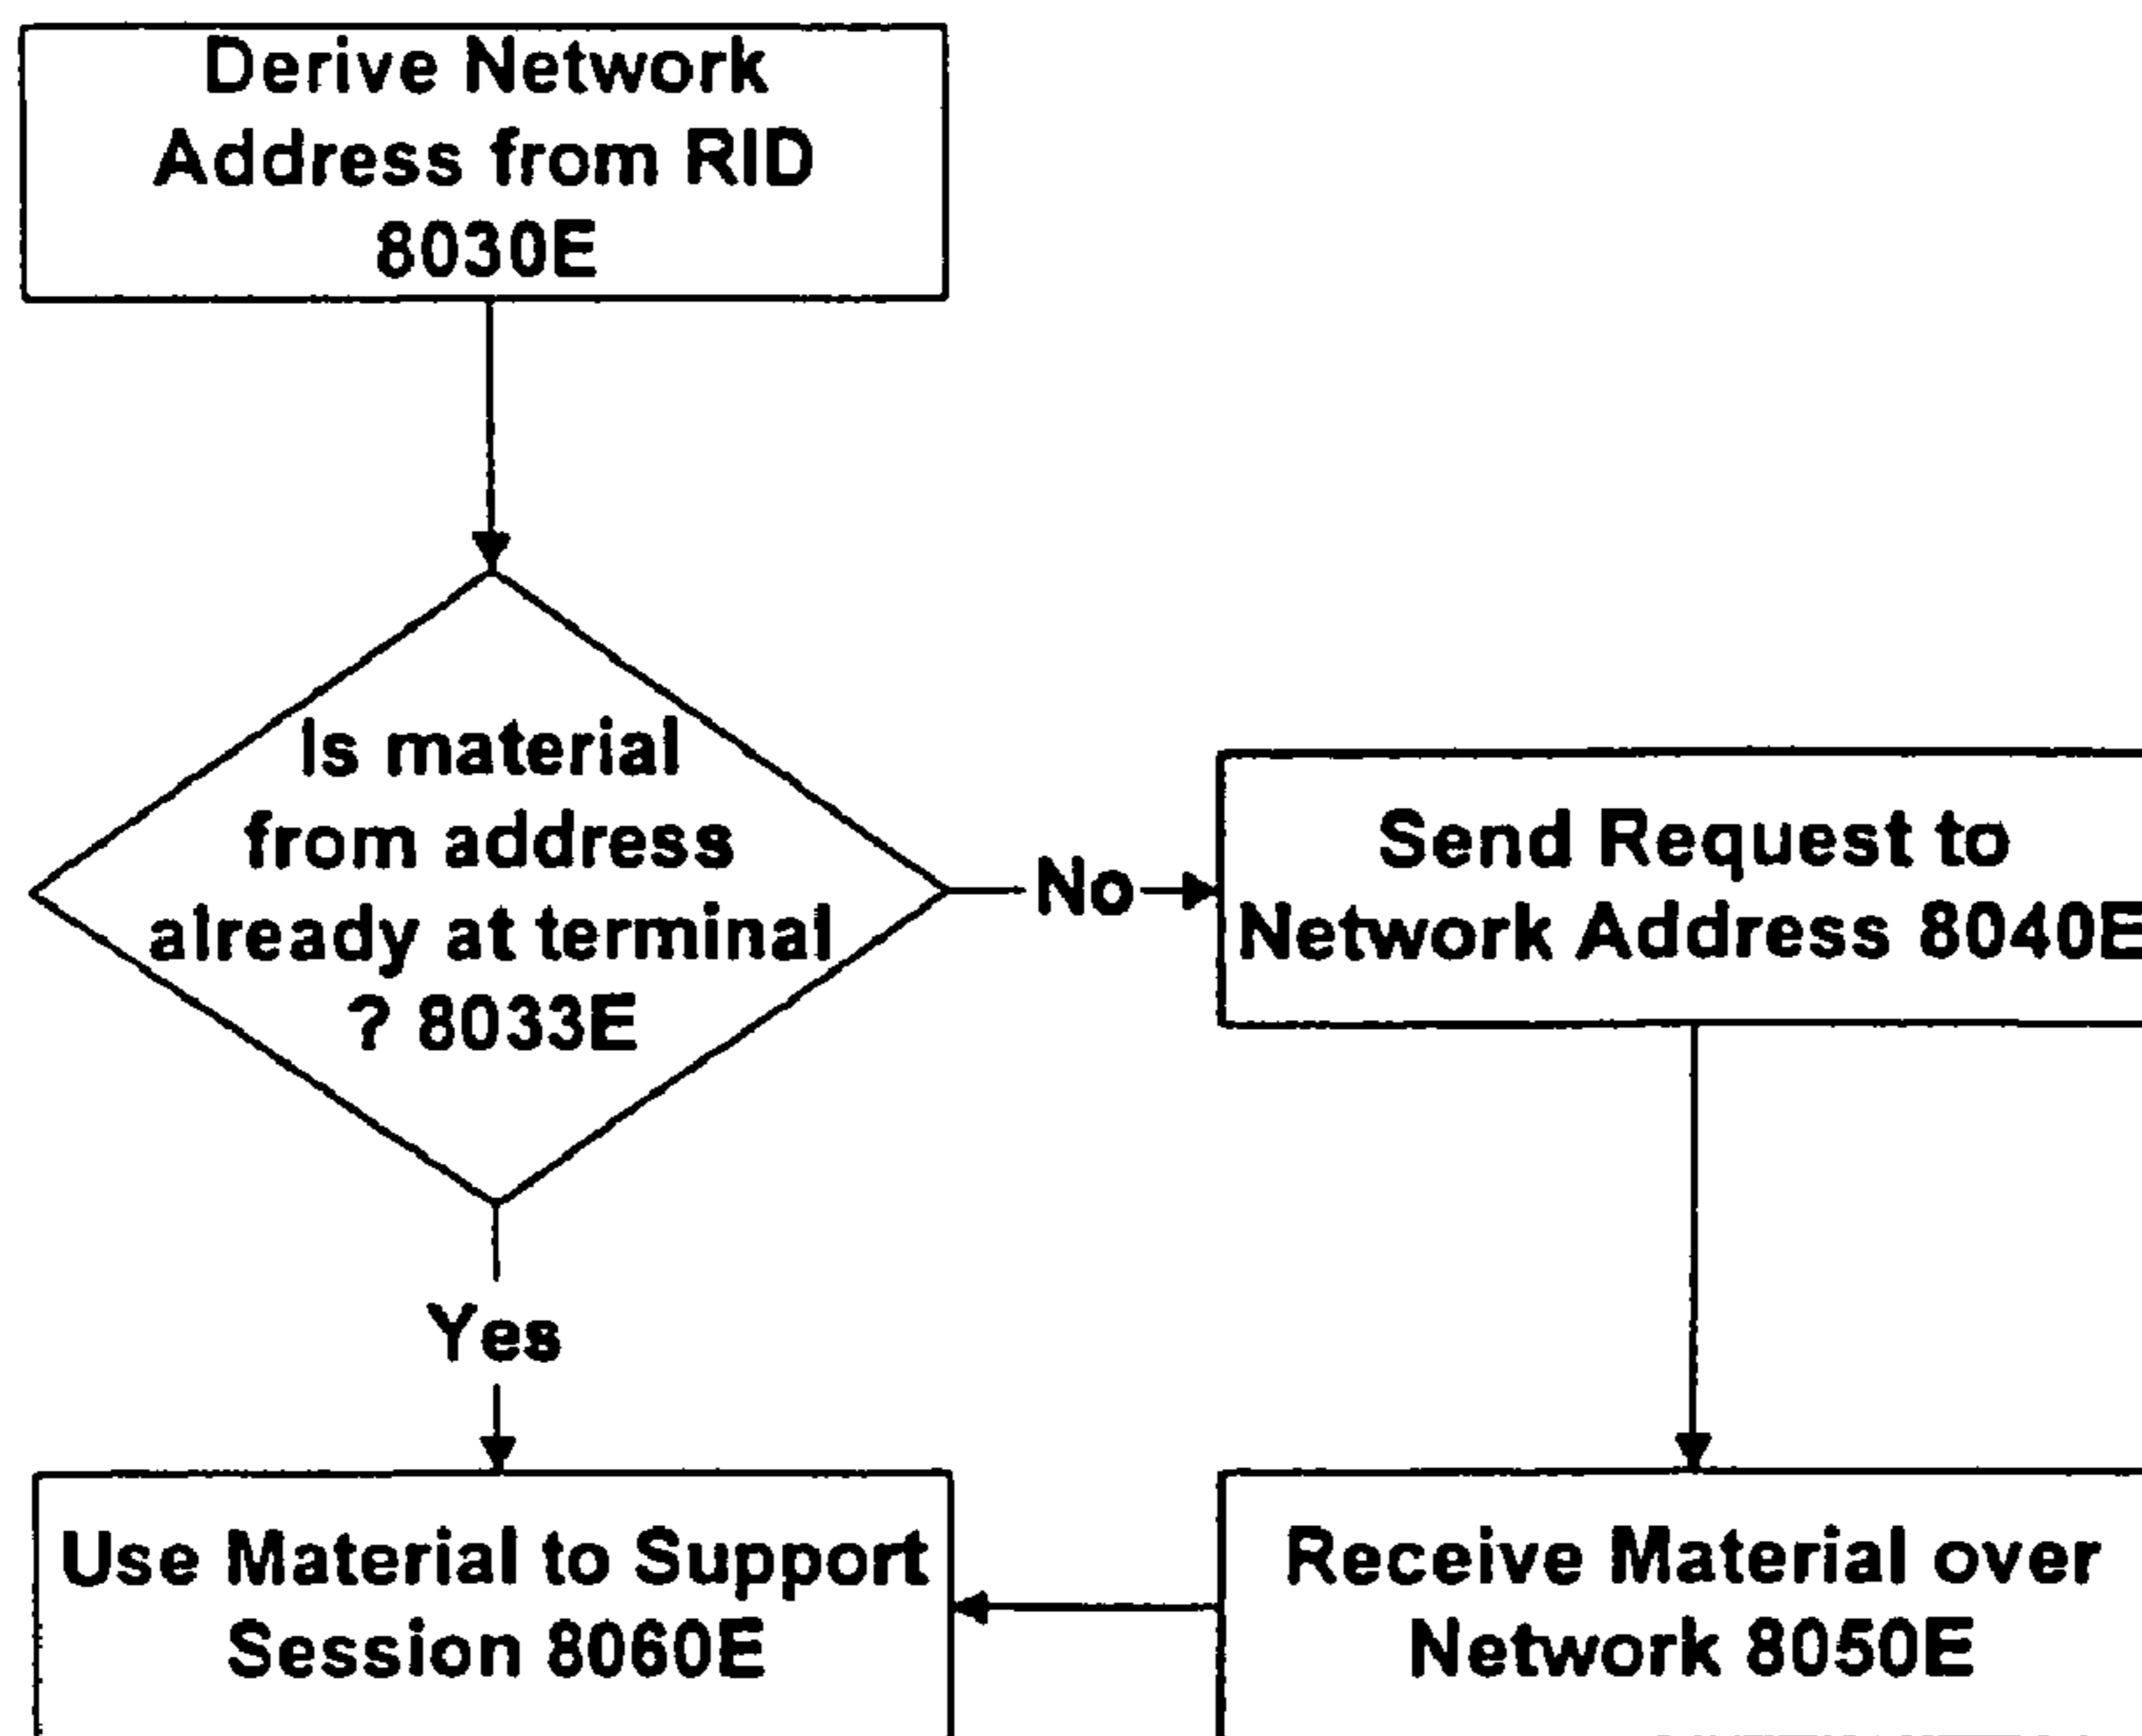 Derive Network
Address from RID
8030E
Is material
from address
already at terminal
? 8033E
No
Send Request to
Network Address 8040E
Yes
Use Material to Support
Session 8060E
Receive Material over
Network 8050E